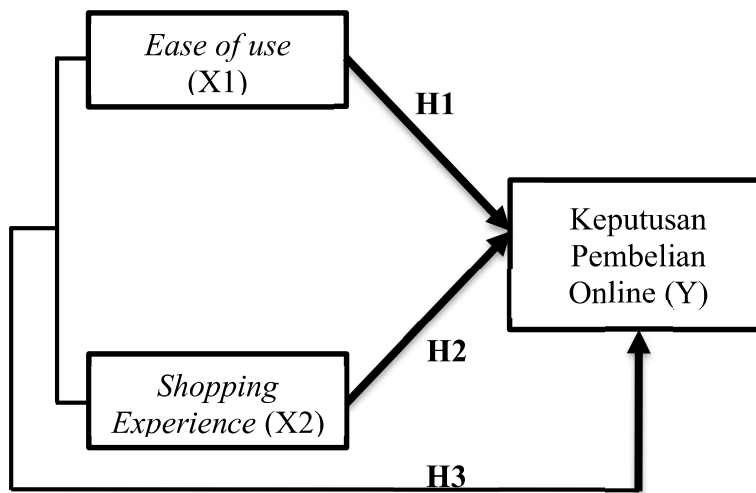 Ease of use
(X1)
H1
Keputusan
Pembelian
Online (Y)
H2
Shopping
Experience (X2)
H3